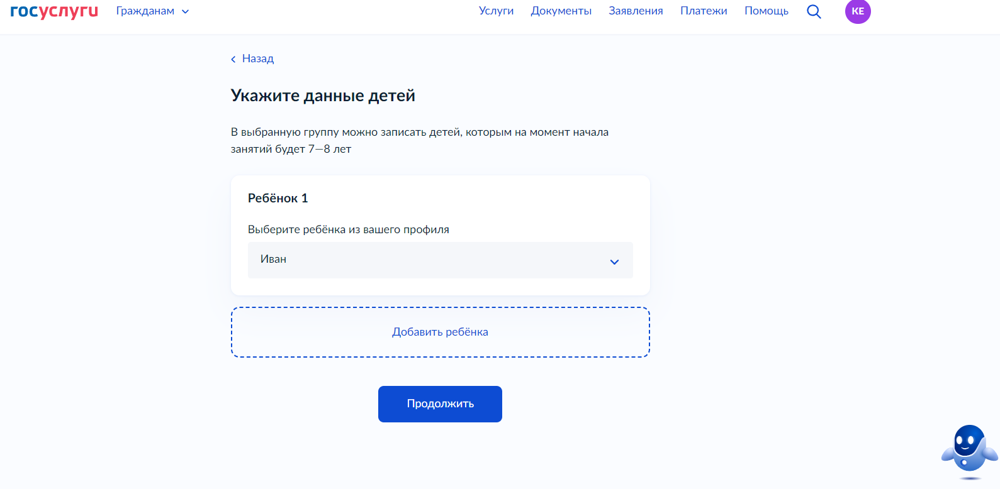 госуслуги Гражданам Услуги Документы Заявления Платежи Помощь КЕ
Назад
Укажите данные детей
В выбранную группу можно записать детей, которым на момент начала
занятий будет 7—8 лет
Ребёнок 1
Выберите ребёнка из вашего профиля
Иван
Добавить ребёнка
Продолжить